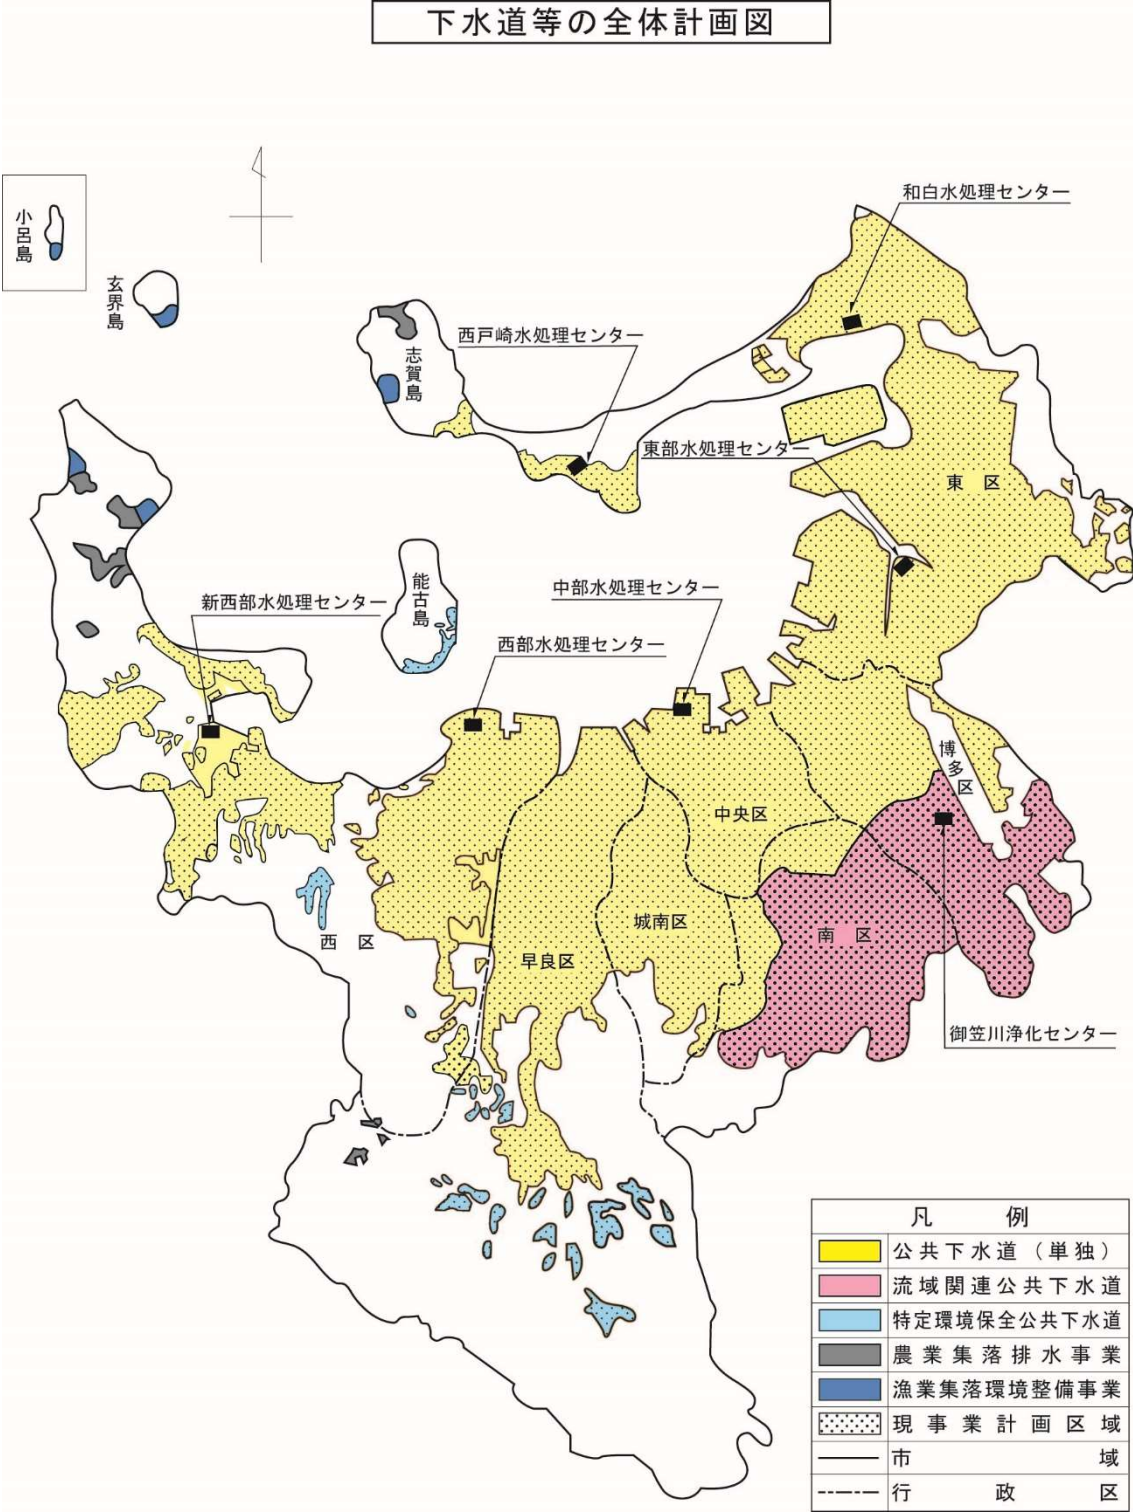 下水道等の全体計画図
和白水処理センター
小呂島
玄界島
西戸崎水処理センター
志賀島
東部水処理センター
東区
能古島
新西部水処理センター
中部水処理センター
西部水処理センター
博多区
中央区
城南区
南区
西区
早良区
御笠川浄化センター
凡例
公共下水道（単独）
流域関連公共下水道
特定環境保全公共下水道
農業集落排水事業
漁業集落環境整備事業
現事業計画区域
市域
行政区